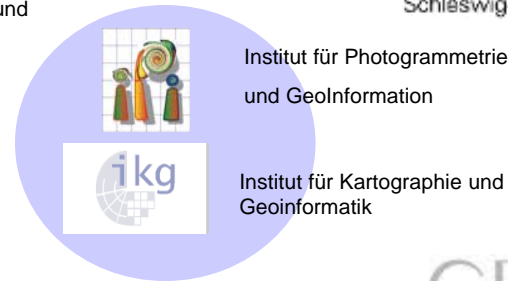 und
Schleswig
Institut für Photogrammetrie
und GeoInformation
ikg
Institut für Kartographie und
Geoinformatik